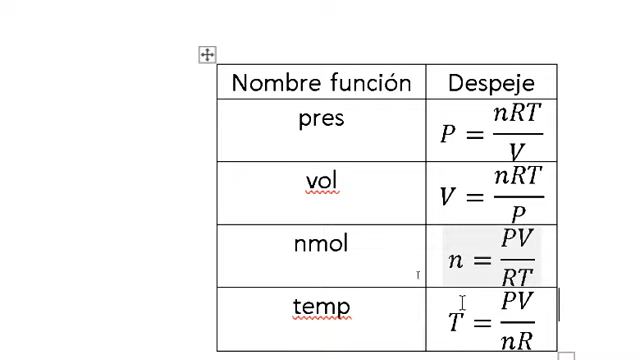 Nombre función Despeje
pres P = nRT / V
vol V = nRT / P
nmol n = PV / RT
temp T = PV / nR